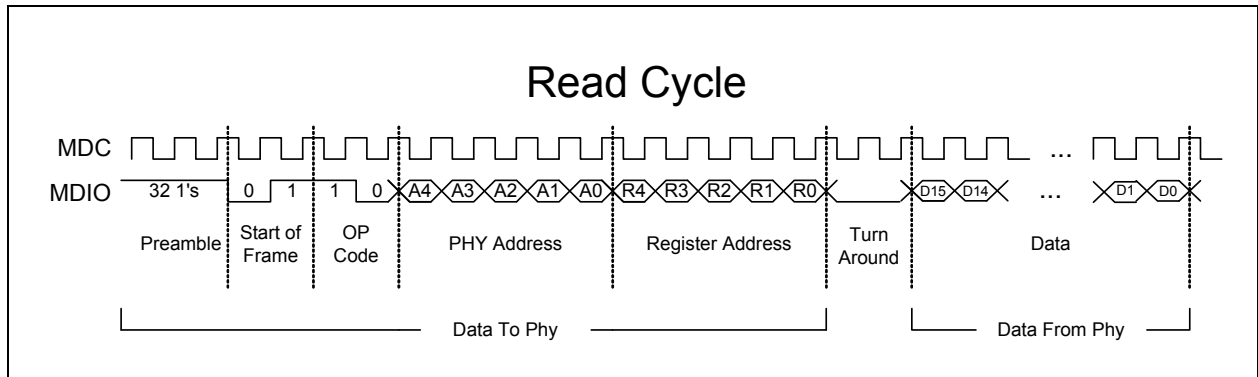 Read Cycle
MDC ...
MDIO 32 1's 0 1 1 0 A4 A3 A2 A1 A0 R4 R3 R2 R1 R0 D15 D14 ... D1 D0
Preamble
Start of
Frame
OP
Code
PHY Address
Register Address
Turn
Around
Data
Data To Phy
Data From Phy